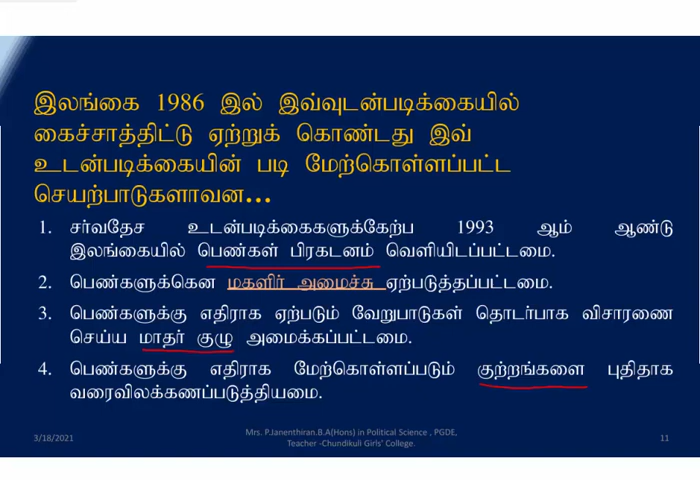 இலங்கை 1986 இல் இவ்வுடன்படிக்கையில்
கைச்சாத்திட்டு ஏற்றுக் கொண்டது இவ்
உடன்படிக்கையின் படி மேற்கொள்ளப்பட்ட
செயற்பாடுகளாவன...
1. சர்வதேச உடன்படிக்கைகளுக்கேற்ப 1993 ஆம் ஆண்டு
இலங்கையில் பெண்கள் பிரகடனம் வெளியிடப்பட்டமை.
2. பெண்களுக்கென மகளிர் அமைச்சு ஏற்படுத்தப்பட்டமை.
3. பெண்களுக்கு எதிராக ஏற்படும் வேறுபாடுகள் தொடர்பாக விசாரணை
செய்ய மாதர் குழு அமைக்கப்பட்டமை.
4. பெண்களுக்கு எதிராக மேற்கொள்ளப்படும் குற்றங்களை புதிதாக
வரைவிலக்கணப்படுத்தியமை.
3/18/2021
Mrs. P.Janenthiran.B.A(Hons) in Political Science , PGDE,
Teacher -Chundikuli Girls' College.
11